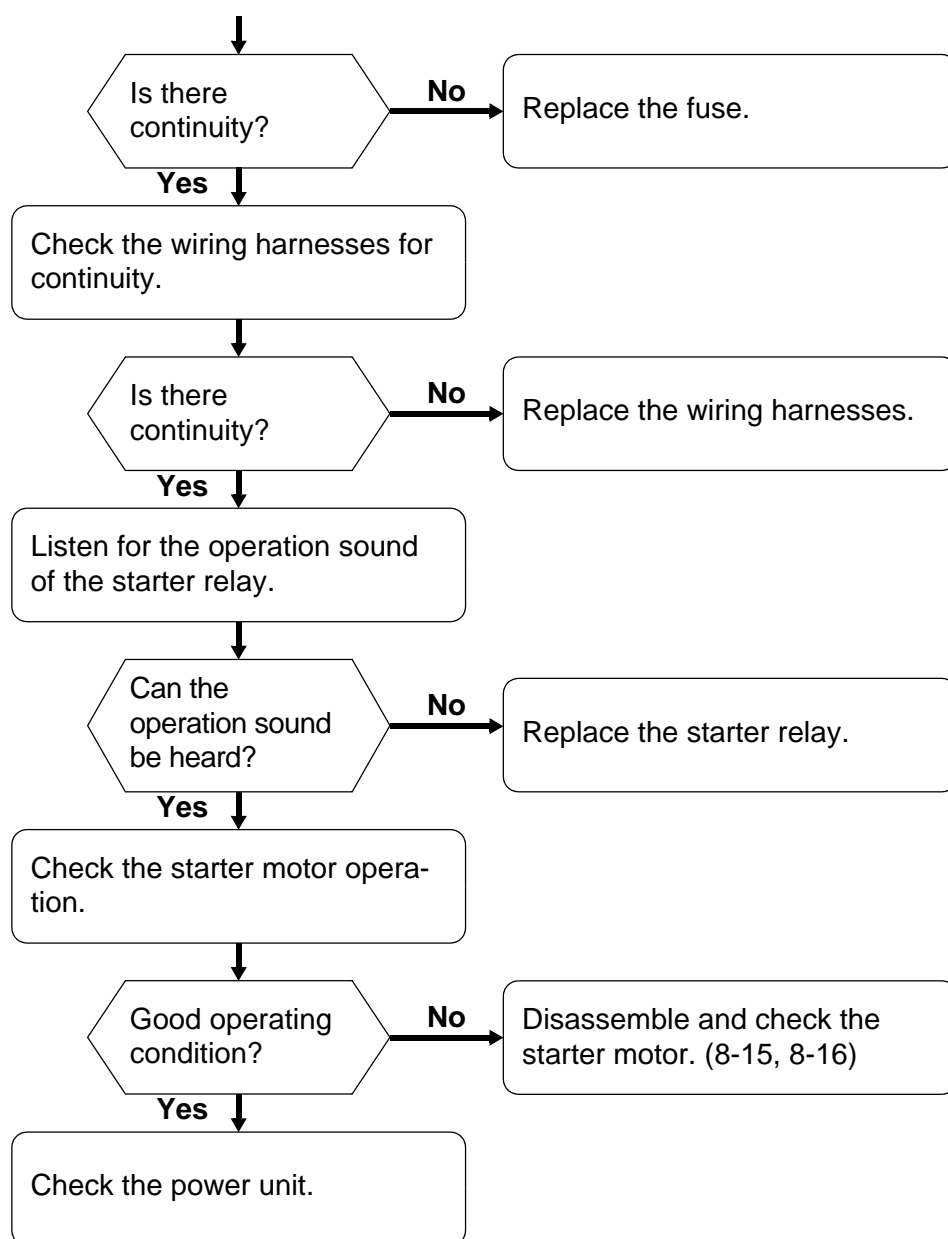 Is there
continuity?
No
Replace the fuse.
Yes
Check the wiring harnesses for
continuity.
Is there
continuity?
No
Replace the wiring harnesses.
Yes
Listen for the operation sound
of the starter relay.
Can the
operation sound
be heard?
No
Replace the starter relay.
Yes
Check the starter motor opera-
tion.
Good operating
condition?
No
Disassemble and check the
starter motor. (8-15, 8-16)
Yes
Check the power unit.